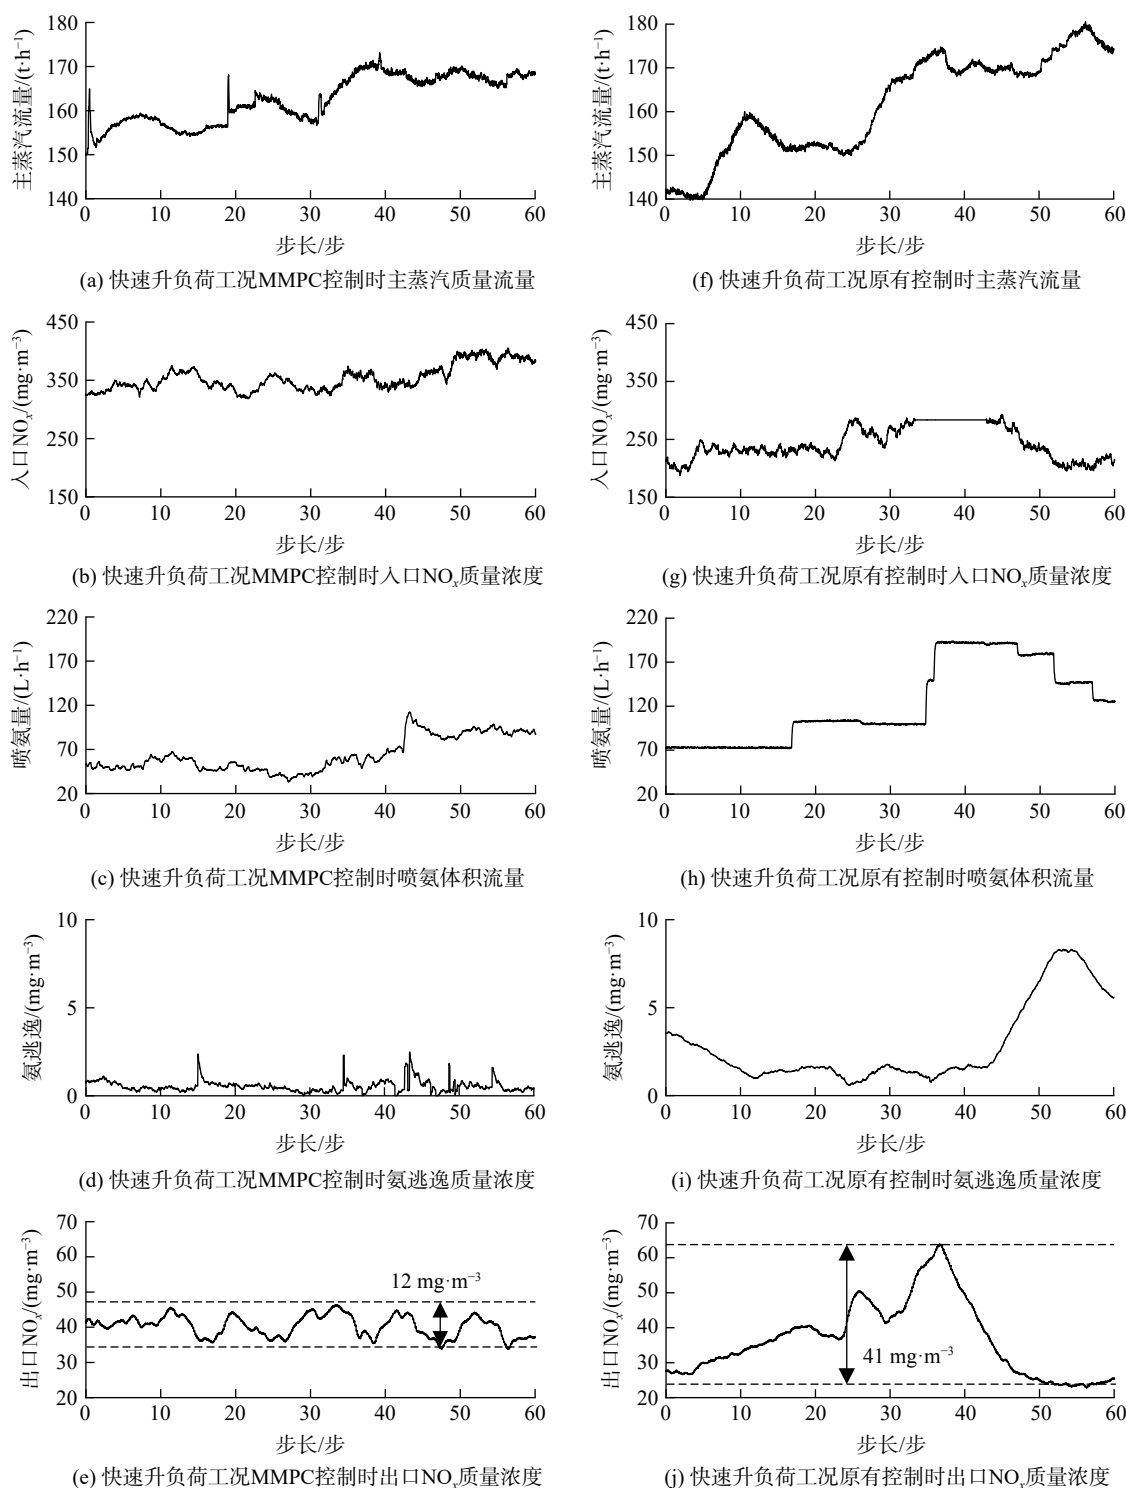 主蒸汽流量/(t·h⁻¹)
180
170
160
150
140
0 10 20 30 40 50 60
步长/步
(a) 快速升负荷工况MMPC控制时主蒸汽质量流量
主蒸汽流量/(t·h⁻¹)
180
170
160
150
140
0 10 20 30 40 50 60
步长/步
(f) 快速升负荷工况原有控制时主蒸汽流量
入口NOₓ/(mg·m⁻³)
450
350
250
150
0 10 20 30 40 50 60
步长/步
(b) 快速升负荷工况MMPC控制时入口NOₓ质量浓度
入口NOₓ/(mg·m⁻³)
450
350
250
150
0 10 20 30 40 50 60
步长/步
(g) 快速升负荷工况原有控制时入口NOₓ质量浓度
喷氨量/(L·h⁻¹)
220
170
120
70
20
0 10 20 30 40 50 60
步长/步
(c) 快速升负荷工况MMPC控制时喷氨体积流量
喷氨量/(L·h⁻¹)
220
170
120
70
20
0 10 20 30 40 50 60
步长/步
(h) 快速升负荷工况原有控制时喷氨体积流量
氨逃逸/(mg·m⁻³)
10
5
0
0 10 20 30 40 50 60
步长/步
(d) 快速升负荷工况MMPC控制时氨逃逸质量浓度
氨逃逸/(mg·m⁻³)
10
5
0
0 10 20 30 40 50 60
步长/步
(i) 快速升负荷工况原有控制时氨逃逸质量浓度
出口NOₓ/(mg·m⁻³)
70
60
50
40
30
20
12 mg·m⁻³
0 10 20 30 40 50 60
步长/步
(e) 快速升负荷工况MMPC控制时出口NOₓ质量浓度
出口NOₓ/(mg·m⁻³)
70
60
50
40
30
20
41 mg·m⁻³
0 10 20 30 40 50 60
步长/步
(j) 快速升负荷工况原有控制时出口NOₓ质量浓度